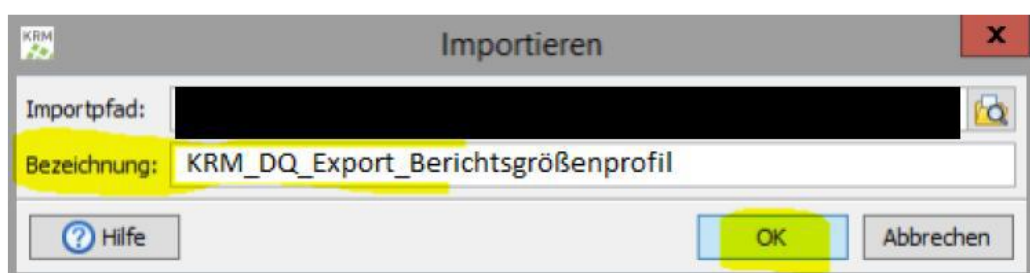 KRM
Importieren
X
Importpfad:
Bezeichnung: KRM_DQ_Export_Berichtsgrößenprofil
? Hilfe OK Abbrechen